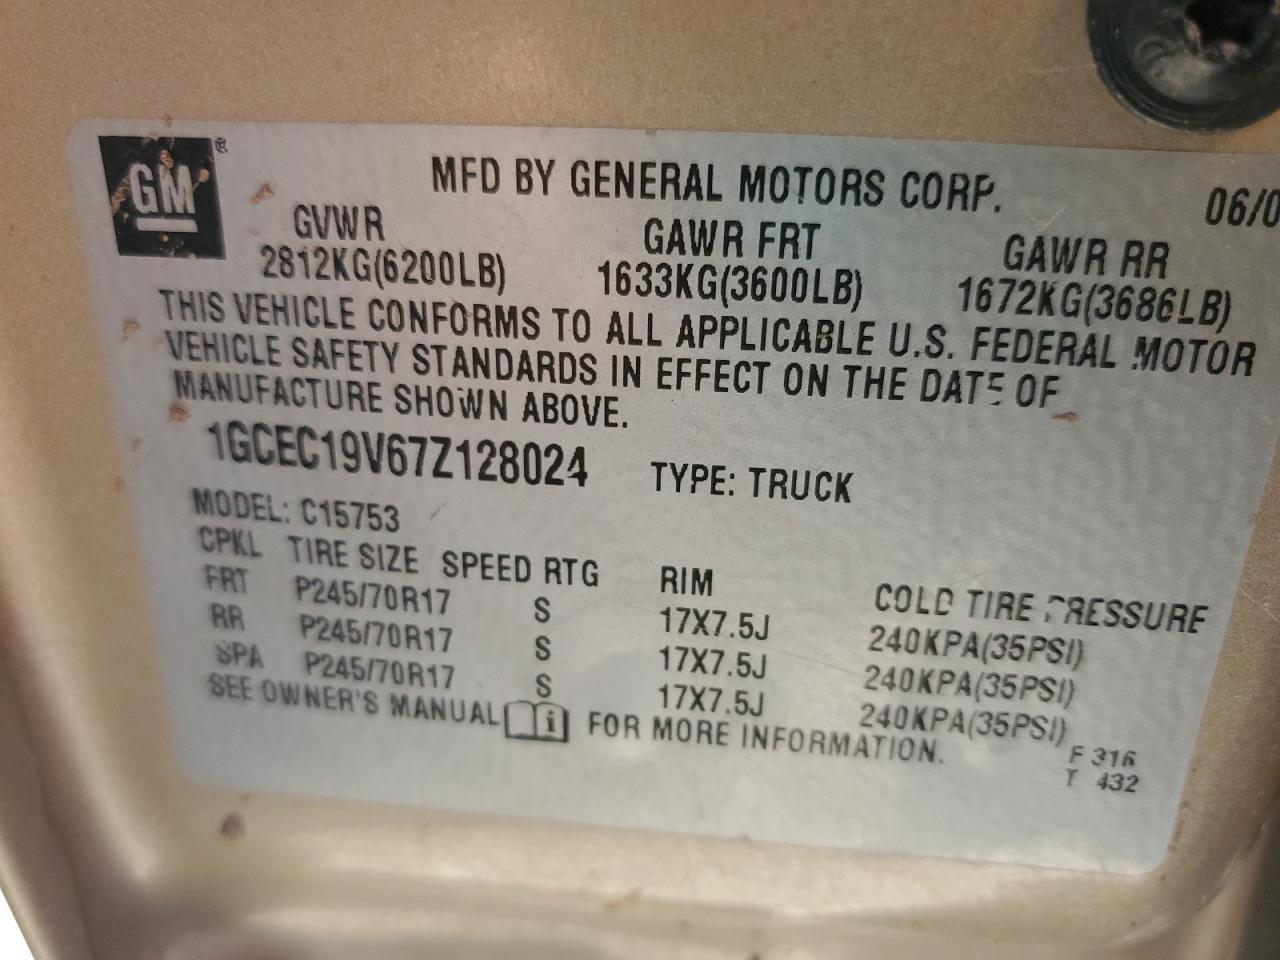 GM®
MFD BY GENERAL MOTORS CORP. 06/0
GVWR GAWR FRT GAWR RR
2812KG(6200LB) 1633KG(3600LB) 1672KG(3686LB)
THIS VEHICLE CONFORMS TO ALL APPLICABLE U.S. FEDERAL MOTOR
VEHICLE SAFETY STANDARDS IN EFFECT ON THE DATE OF
MANUFACTURE SHOWN ABOVE.
1GCEC19V67Z128024 TYPE: TRUCK
MODEL: C15753
CPKL TIRE SIZE SPEED RTG RIM COLD TIRE PRESSURE
FRT P245/70R17 S 17X7.5J 240KPA(35PSI)
RR P245/70R17 S 17X7.5J 240KPA(35PSI)
SPA P245/70R17 S 17X7.5J 240KPA(35PSI)
SEE OWNER'S MANUAL i FOR MORE INFORMATION.
F 316
T 432